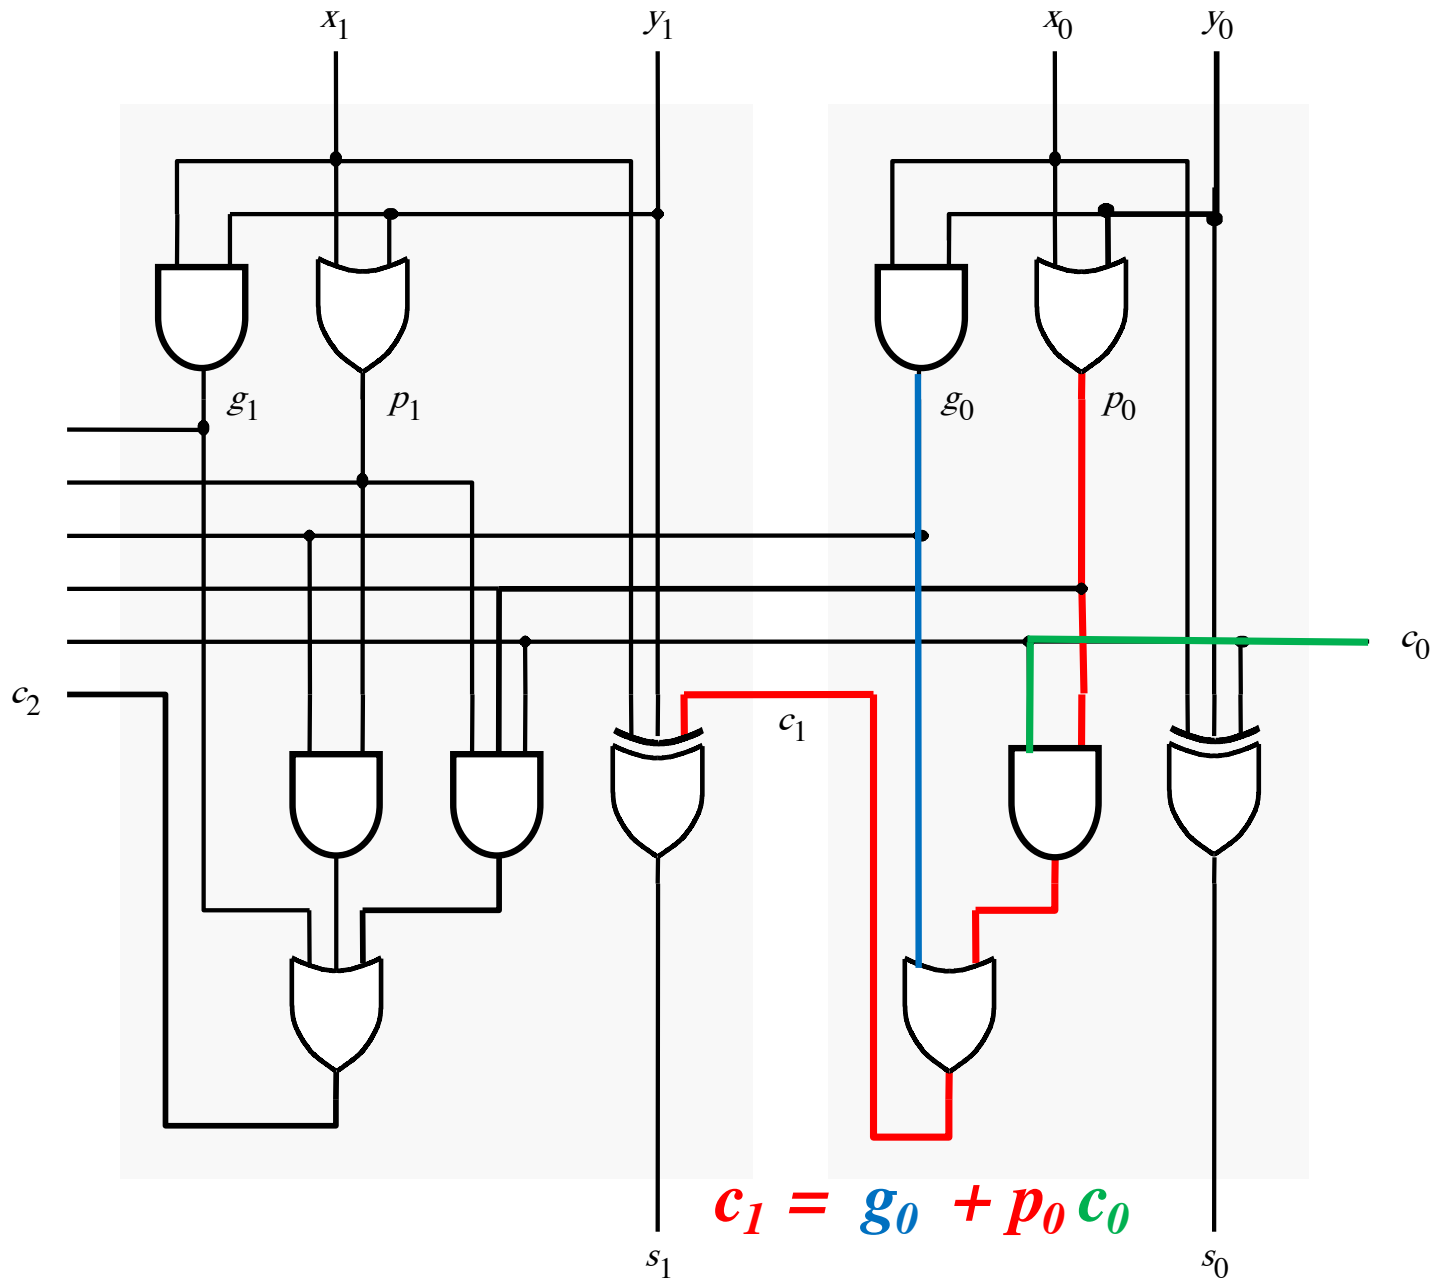 x₁ y₁ x₀ y₀
g₁ p₁ g₀ p₀
c₀
c₂ c₁
c₁ = g₀ + p₀ c₀
s₁ s₀